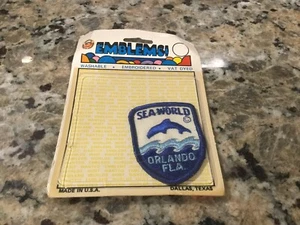 EMBLEMS!
WASHABLE • EMBROIDERED • VAT DYED
SEA WORLD
©
ORLANDO
FLA.
MADE IN U.S.A. DALLAS, TEXAS